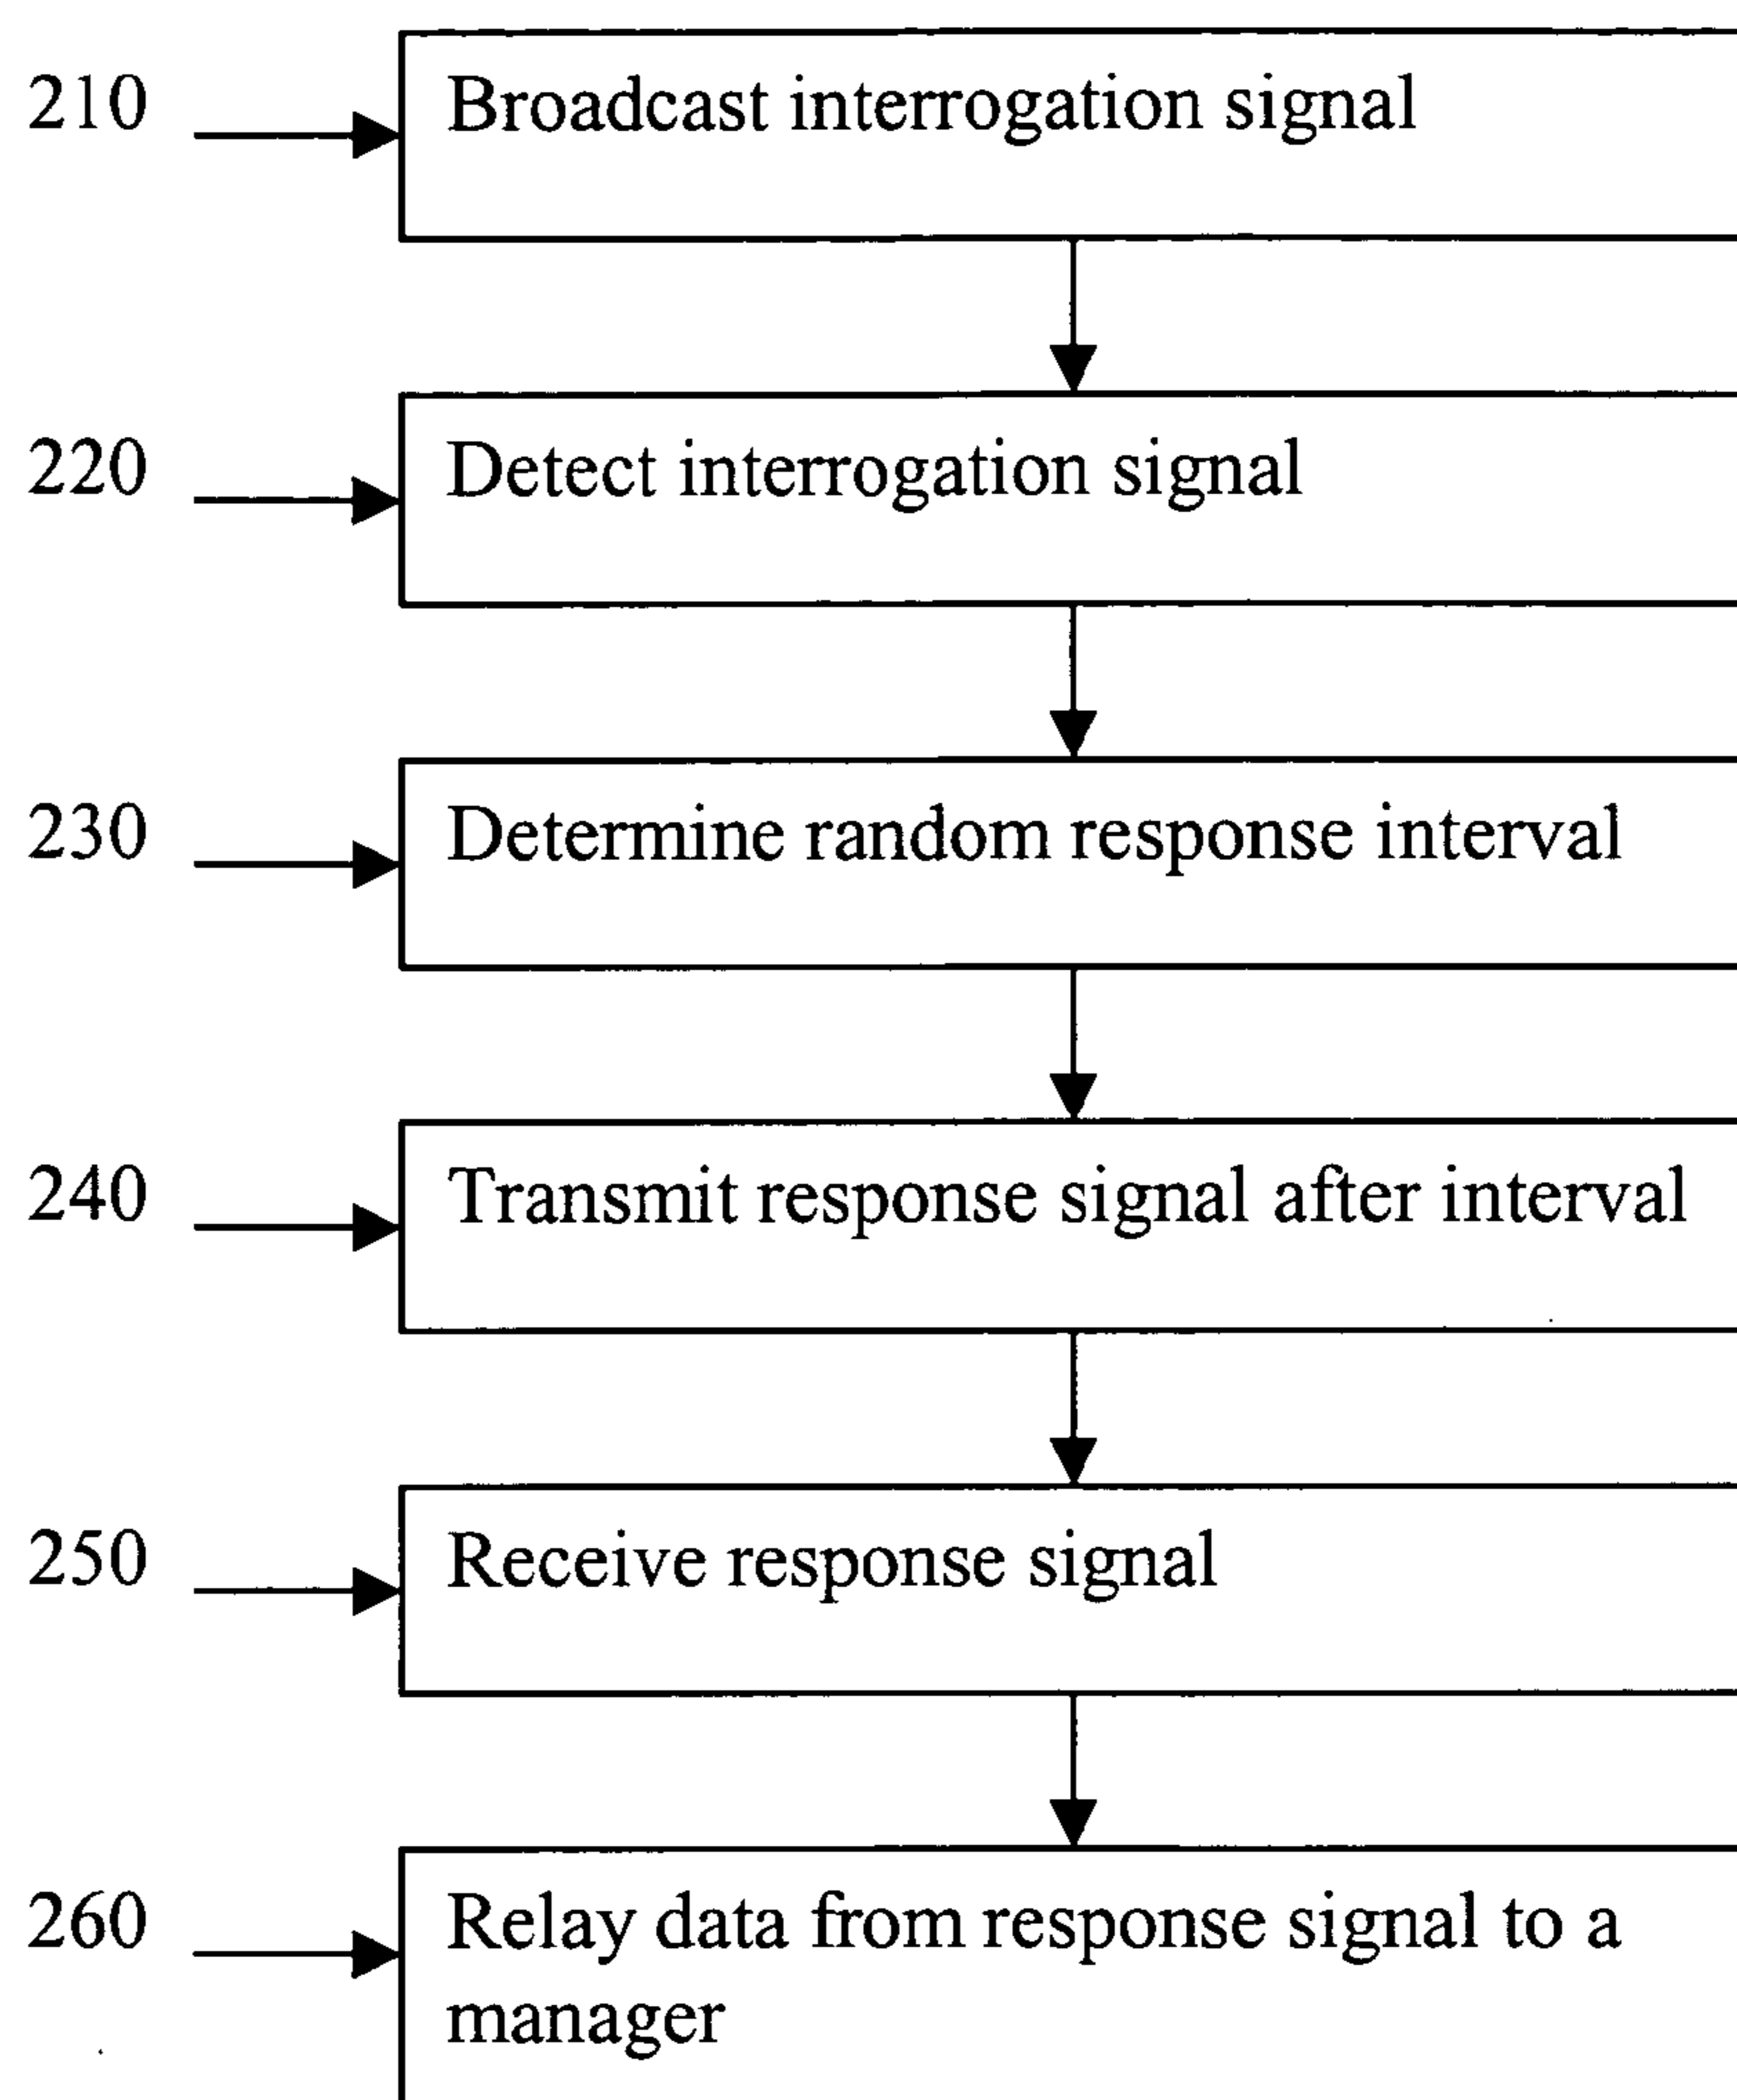 210
Broadcast interrogation signal
220
Detect interrogation signal
230
Determine random response interval
240
Transmit response signal after interval
250
Receive response signal
260
Relay data from response signal to a
manager